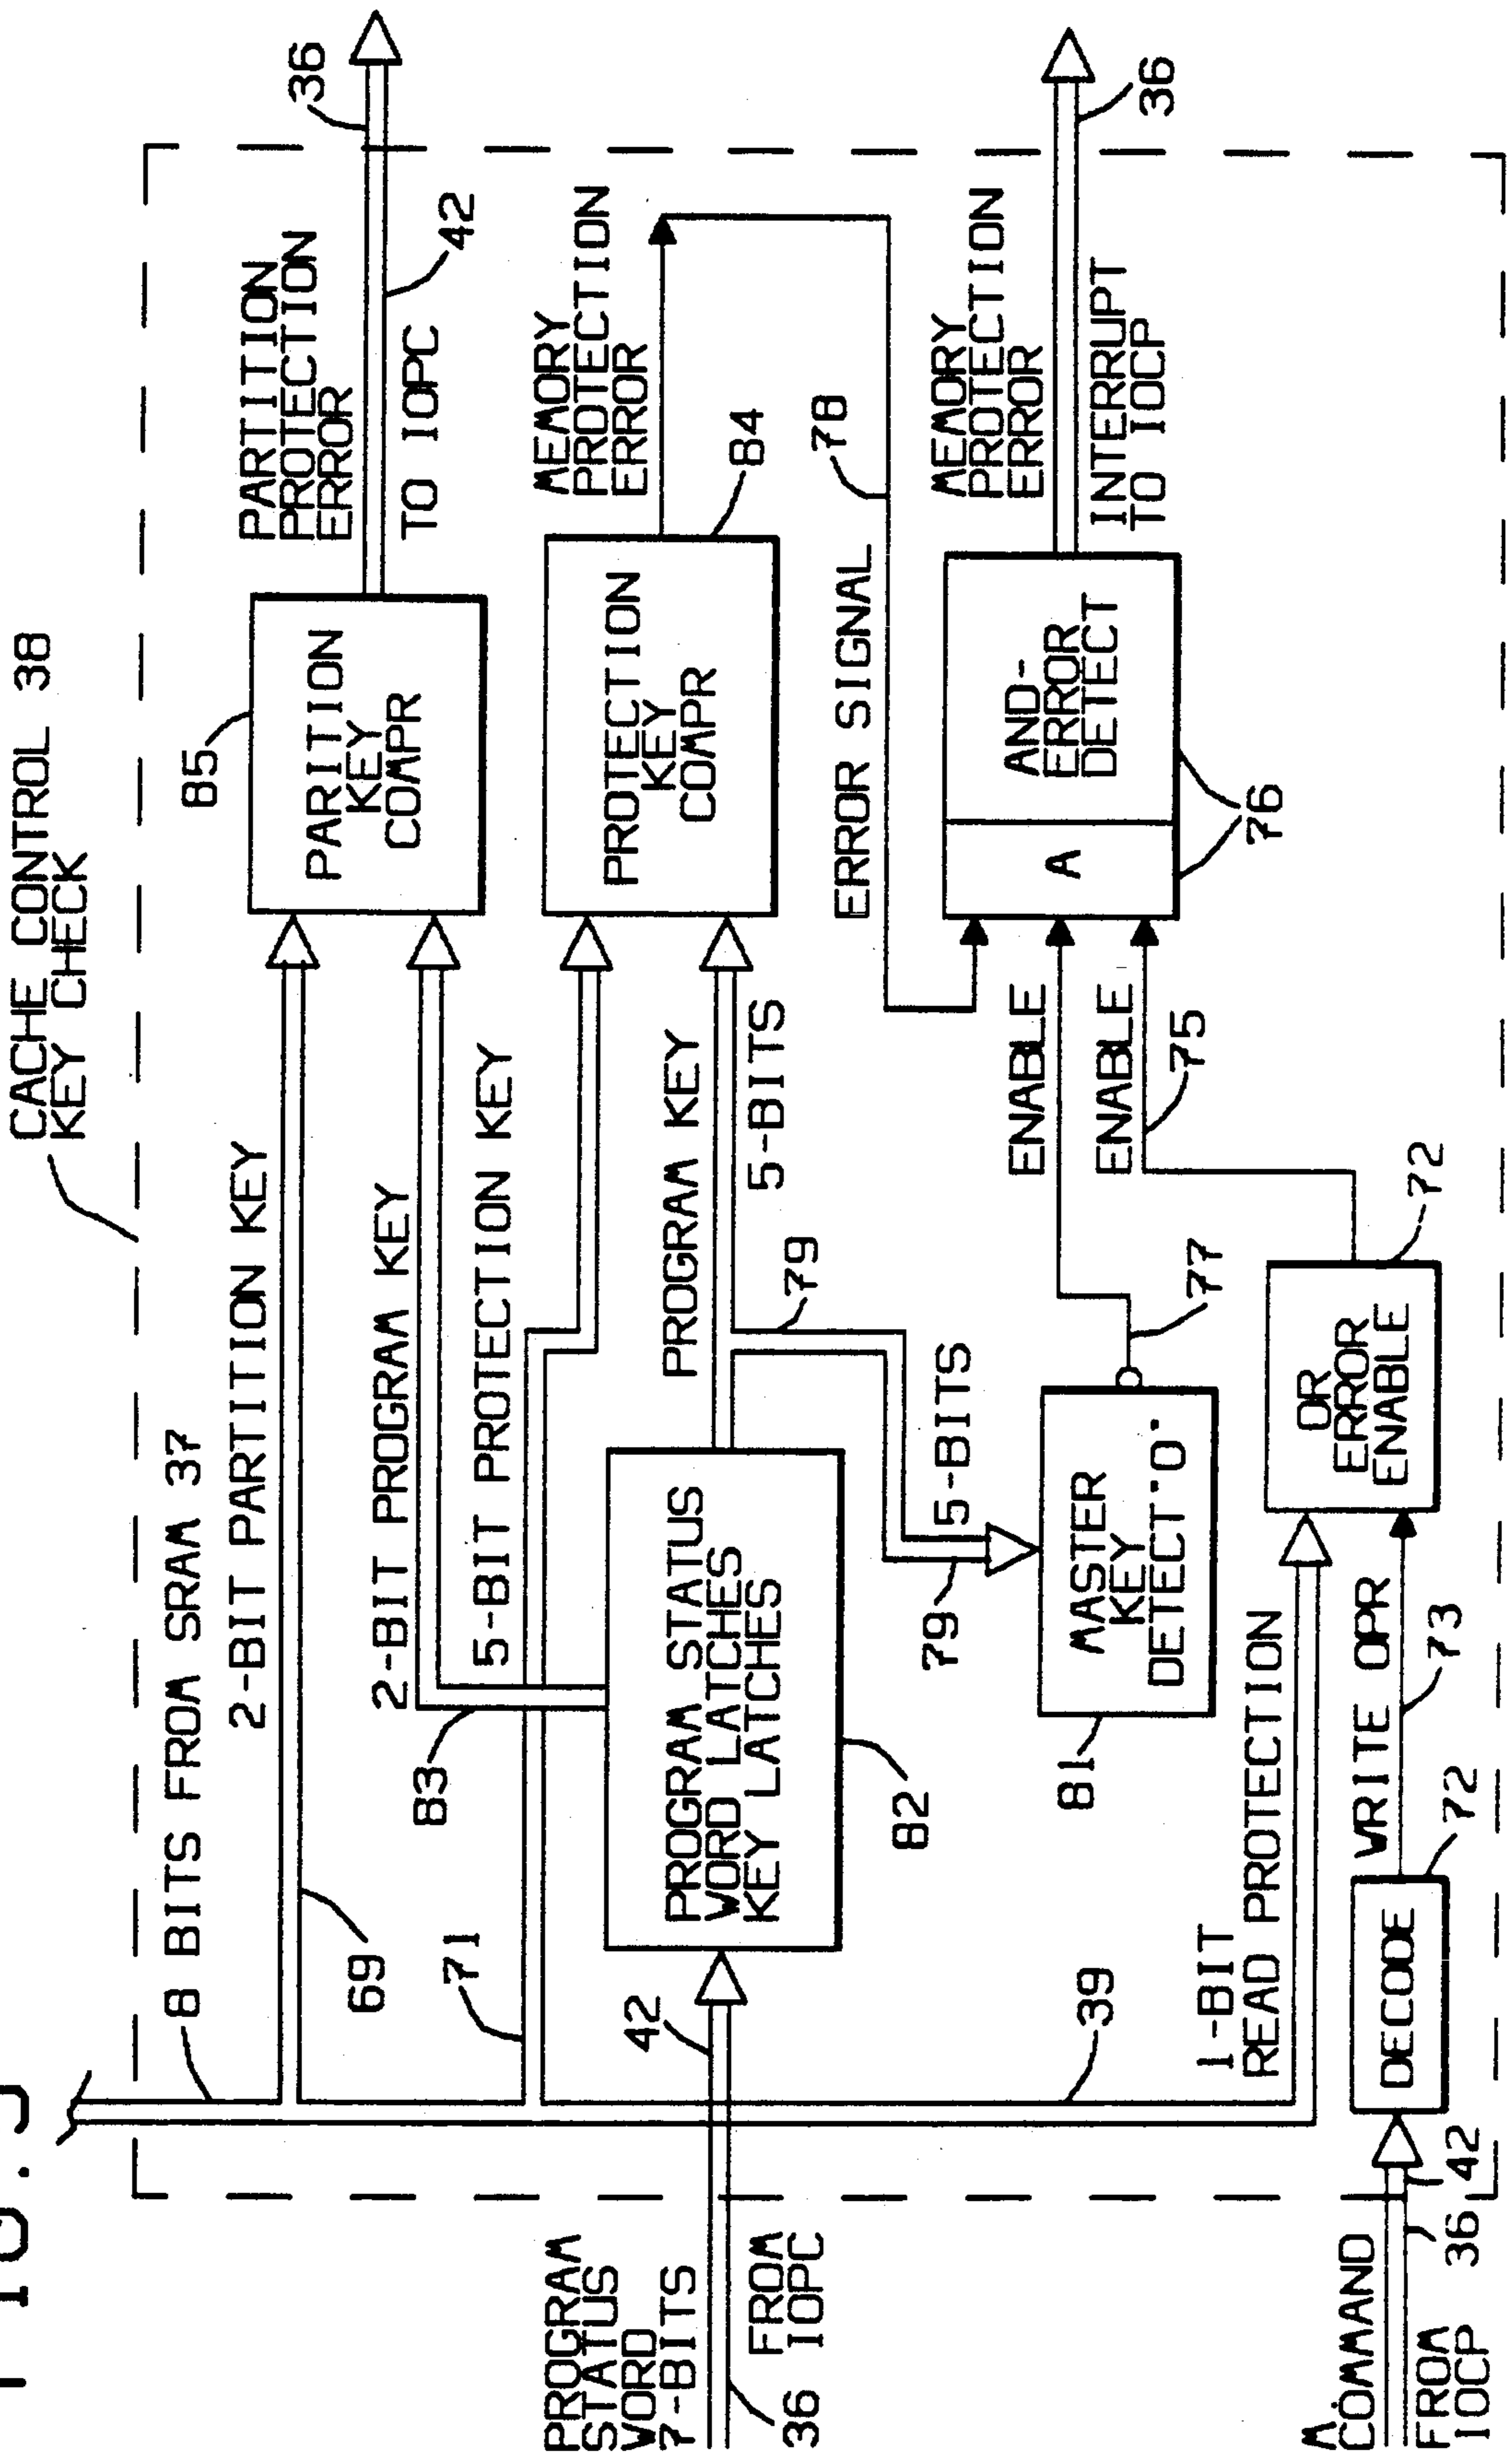 CACHE CONTROL 38
KEY CHECK
8 BITS FROM SRAM 37
2-BIT PARTITION KEY
69
85
PARITION
KEY
COMPR
PARTITION
PROTECTION
ERROR
TO IOPC
42
36
2-BIT PROGRAM KEY
83
5-BIT PROTECTION KEY
71
PROTECTION
KEY
COMPR
84
MEMORY
PROTECTION
ERROR
PROGRAM
STATUS
WORD
7-BITS
36
FROM
IOPC
42
PROGRAM STATUS
WORD LATCHES
KEY LATCHES
82
PROGRAM KEY
5-BITS
79
79
5-BITS
ERROR SIGNAL
78
MASTER
KEY
DETECT "0"
81
77
ENABLE
ENABLE
75
A
AND-
ERROR
DETECT
76
MEMORY
PROTECTION
ERROR
INTERRUPT
TO IOCP
36
39
1-BIT
READ PROTECTION
OR
ERROR
ENABLE
72
M
COMMAND
FROM
IOCP
36
42
DECODE
72
WRITE OPR
73